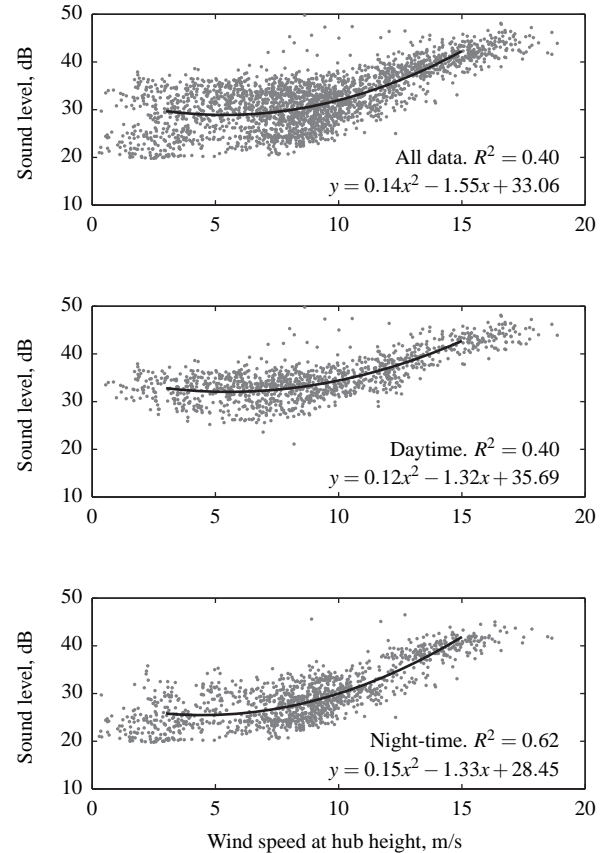 50
40
30
20
10
Sound level, dB
All data. R² = 0.40
y = 0.14x² − 1.55x + 33.06
0 5 10 15 20
50
40
30
20
10
Sound level, dB
Daytime. R² = 0.40
y = 0.12x² − 1.32x + 35.69
0 5 10 15 20
50
40
30
20
10
Sound level, dB
Night-time. R² = 0.62
y = 0.15x² − 1.33x + 28.45
0 5 10 15 20
Wind speed at hub height, m/s